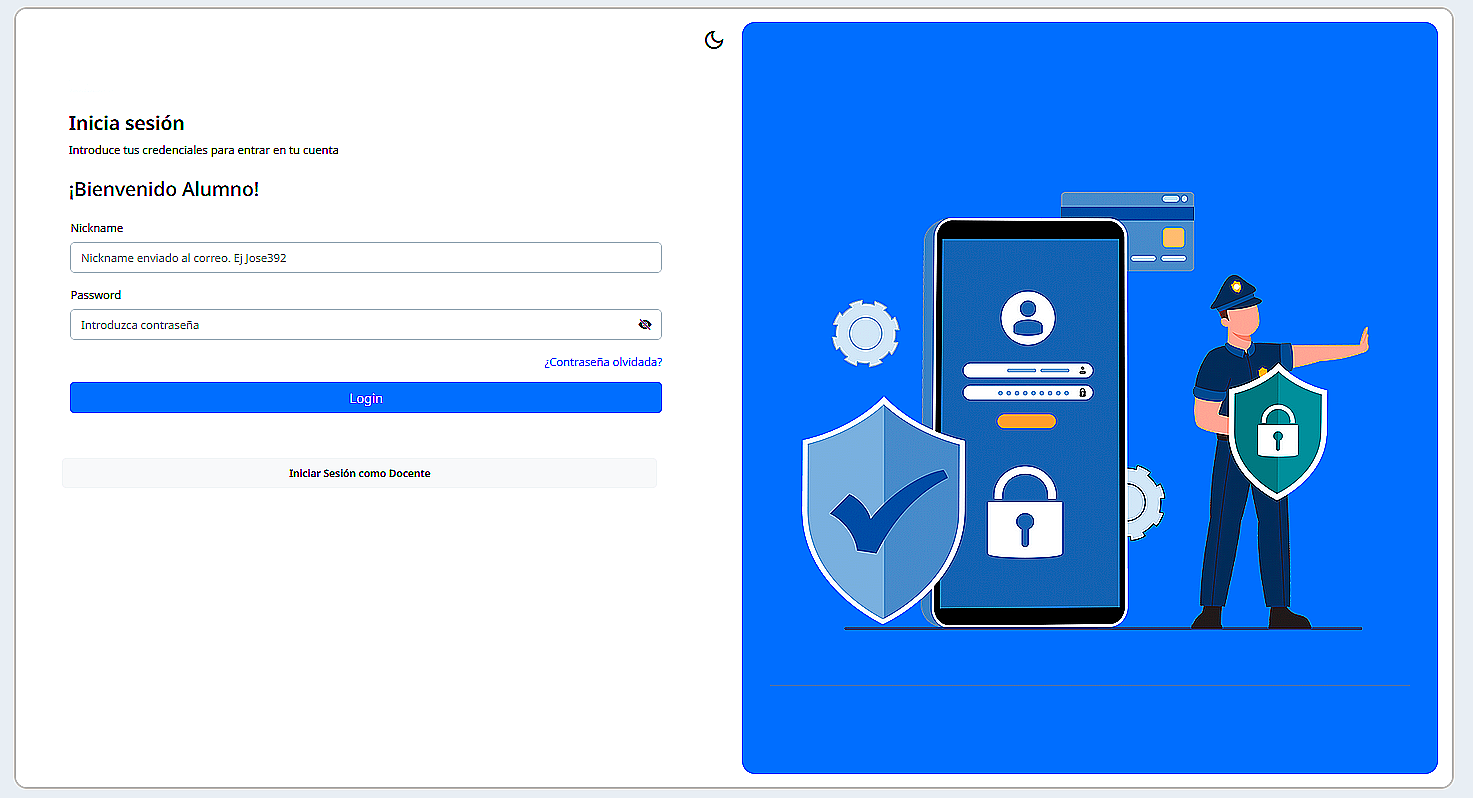 Inicia sesión
Introduce tus credenciales para entrar en tu cuenta
¡Bienvenido Alumno!
Nickname
Nickname enviado al correo. Ej Jose392
Password
Introduzca contraseña
¿Contraseña olvidada?
Login
Iniciar Sesión como Docente